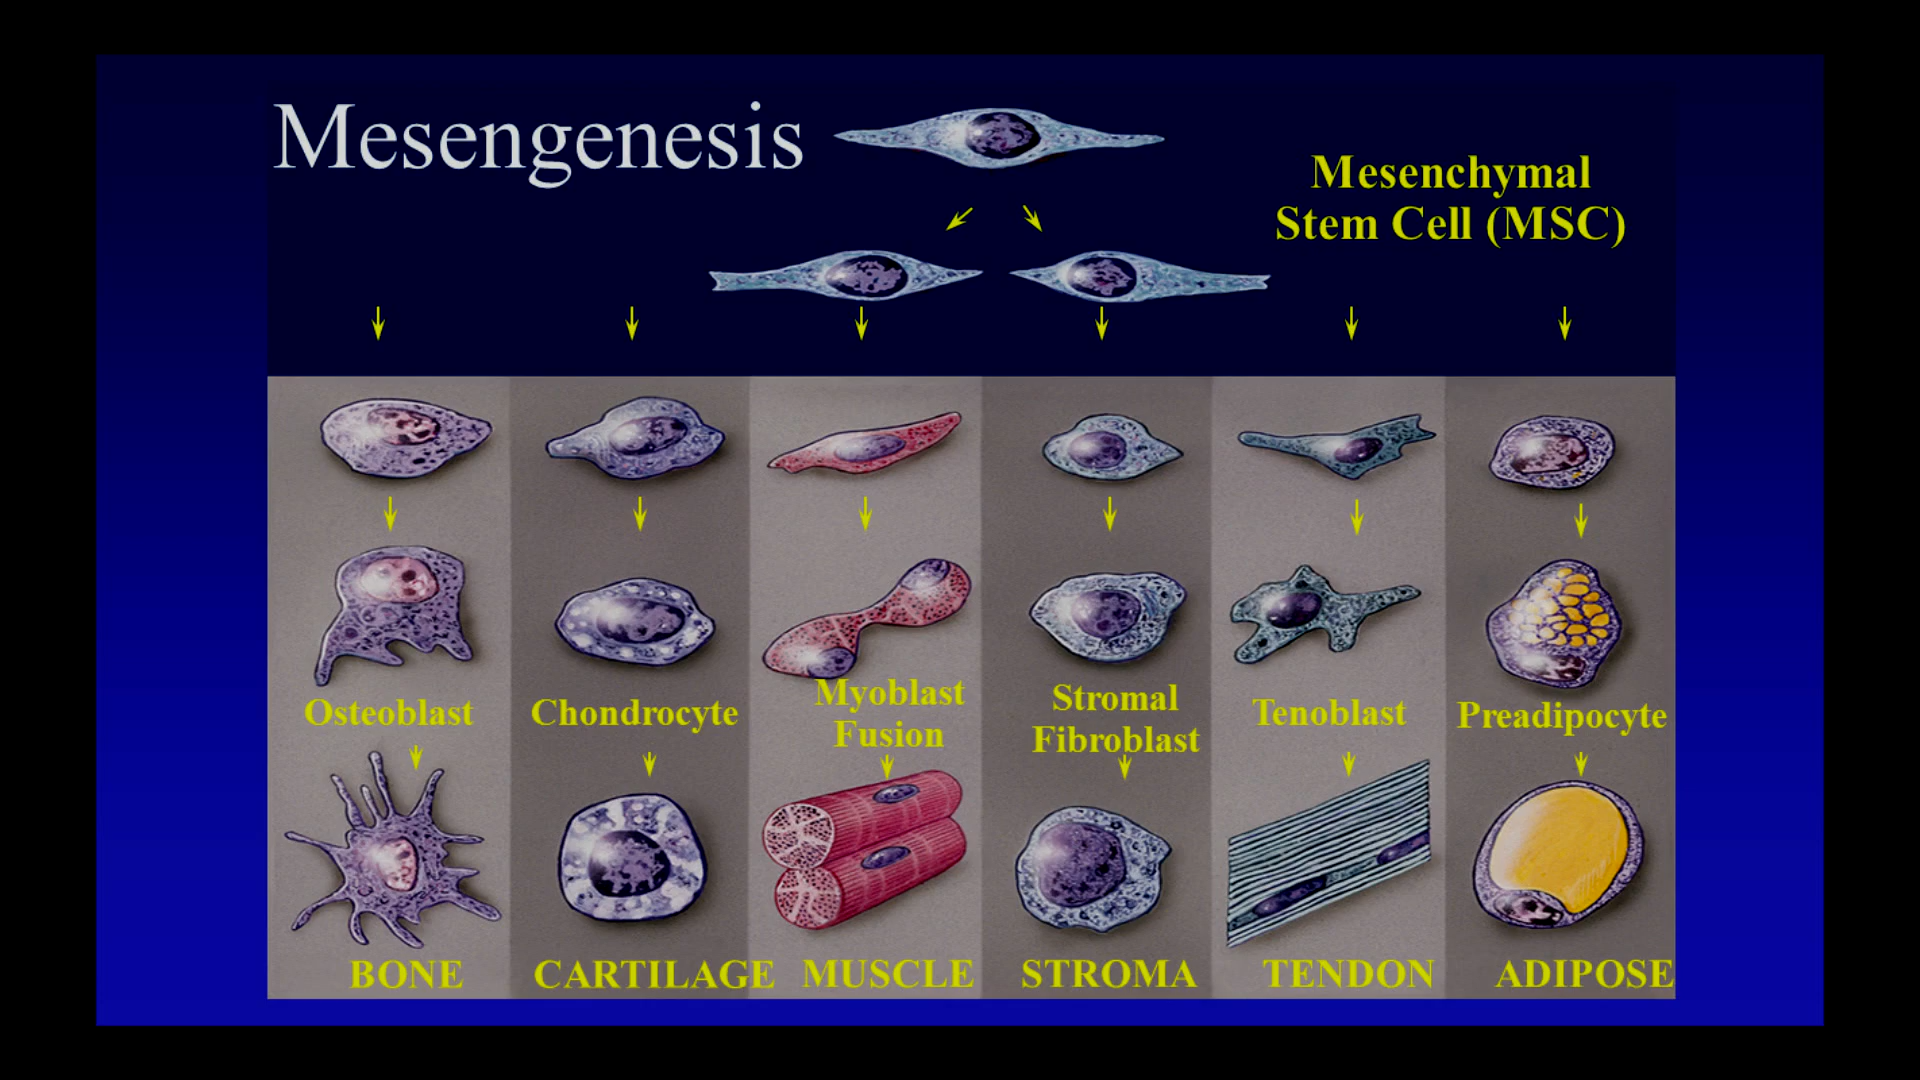 Mesengenesis
Mesenchymal
Stem Cell (MSC)
Osteoblast
Chondrocyte
Myoblast
Fusion
Stromal
Fibroblast
Tenoblast
Preadipocyte
BONE
CARTILAGE
MUSCLE
STROMA
TENDON
ADIPOSE